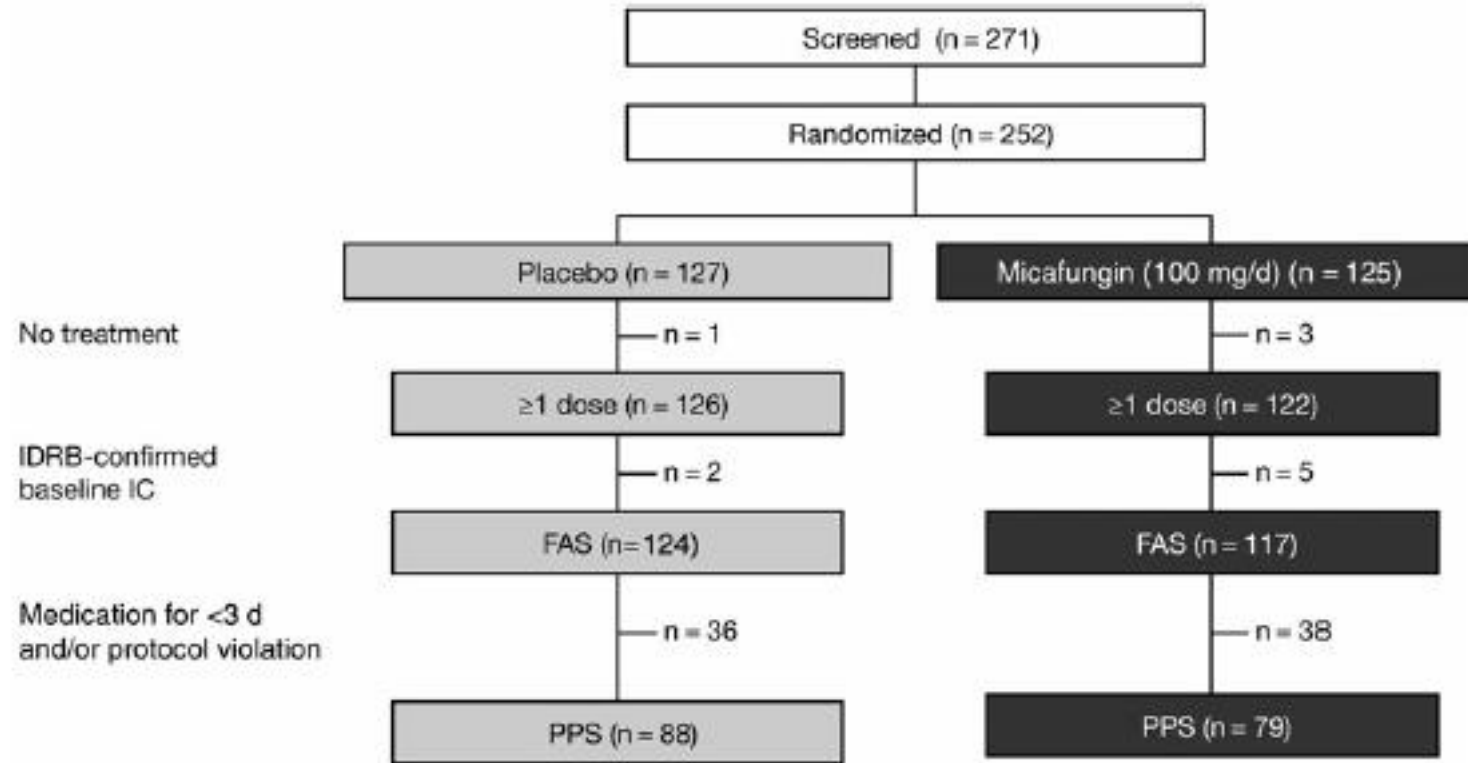 Screened (n = 271)
Randomized (n = 252)
Placebo (n = 127)
Micafungin (100 mg/d) (n = 125)
No treatment
n = 1
n = 3
≥1 dose (n = 126)
≥1 dose (n = 122)
IDRB-confirmed
baseline IC
n = 2
n = 5
FAS (n= 124)
FAS (n = 117)
Medication for <3 d
and/or protocol violation
n = 36
n = 38
PPS (n = 88)
PPS (n = 79)